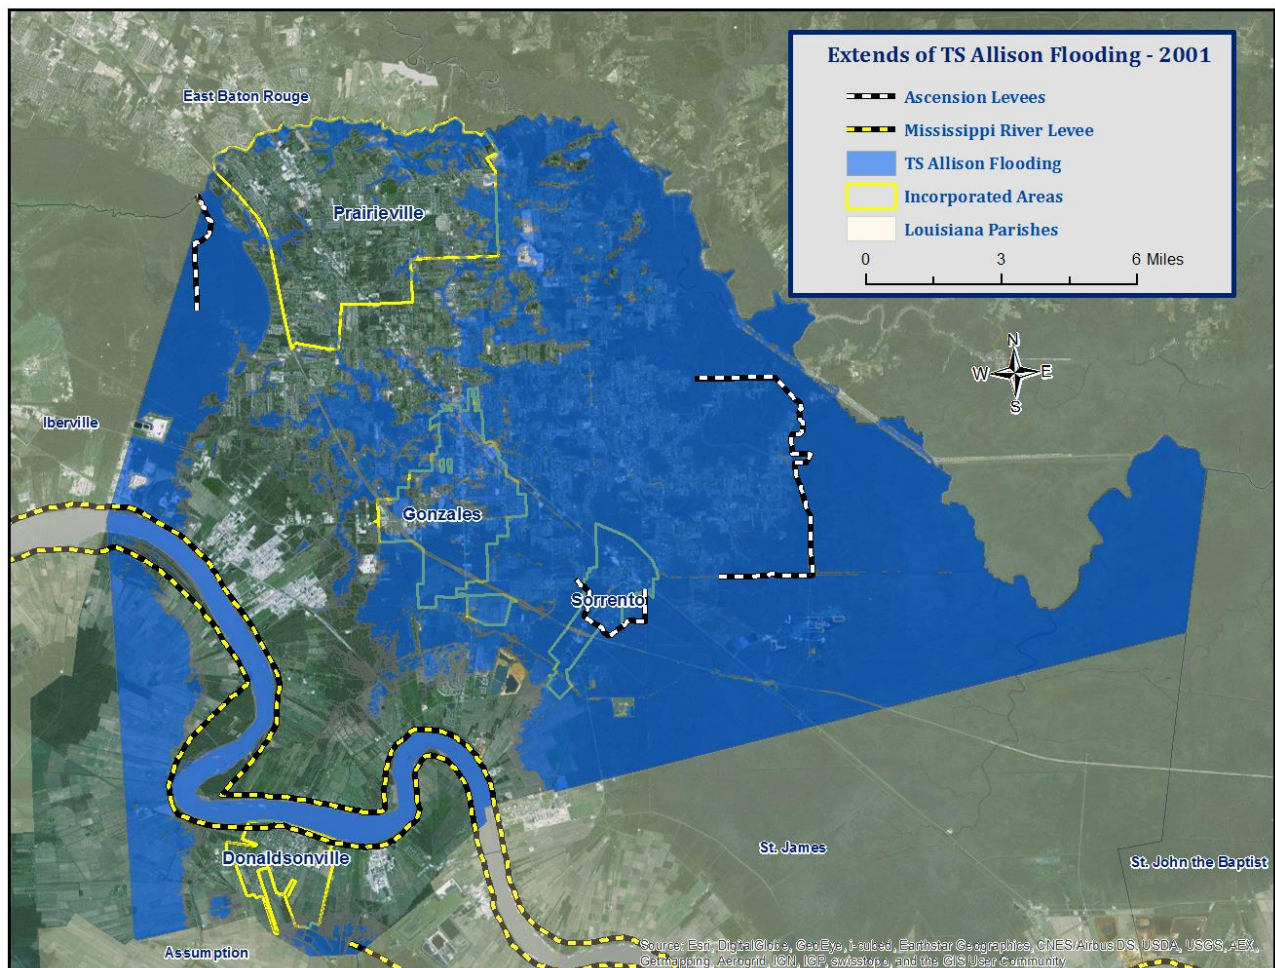 Extends of TS Allison Flooding - 2001
Ascension Levees
Mississippi River Levee
TS Allison Flooding
Incorporated Areas
Louisiana Parishes
0 3 6 Miles
East Baton Rouge
Prairieville
N
W E
S
Iberville
Gonzales
Sorrento
Donaldsonville
St. James
St. John the Baptist
Assumption
Source: Esri, DigitalGlobe, GeoEye, i-cubed, Earthstar Geographics, CNES/Airbus DS, USDA, USGS, AEX,
Getmapping, Aerogrid, IGN, IGP, swisstopo, and the GIS User Community